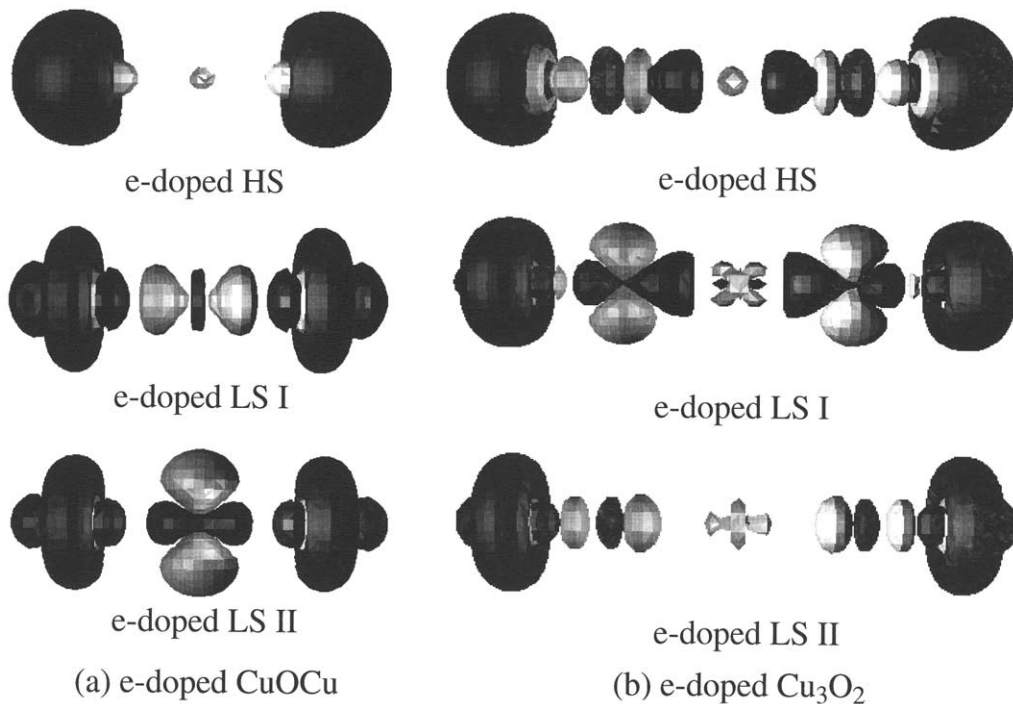 e-doped HS
e-doped HS
e-doped LS I
e-doped LS I
e-doped LS II
e-doped LS II
(a) e-doped CuOCu
(b) e-doped Cu₃O₂